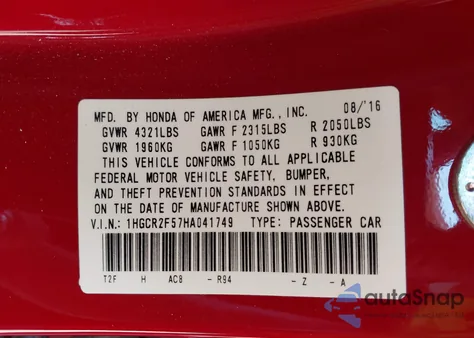 MFD. BY HONDA OF AMERICA MFG., INC. 08/'16
GVWR 4321LBS GAWR F 2315LBS R 2050LBS
GVWR 1960KG GAWR F 1050KG R 930KG
THIS VEHICLE CONFORMS TO ALL APPLICABLE
FEDERAL MOTOR VEHICLE SAFETY, BUMPER,
AND THEFT PREVENTION STANDARDS IN EFFECT
ON THE DATE OF MANUFACTURE SHOWN ABOVE.
V.I.N.: 1HGCR2F57HA041749 TYPE: PASSENGER CAR
T2F H AC8 - R94 - Z - A
autoSnap